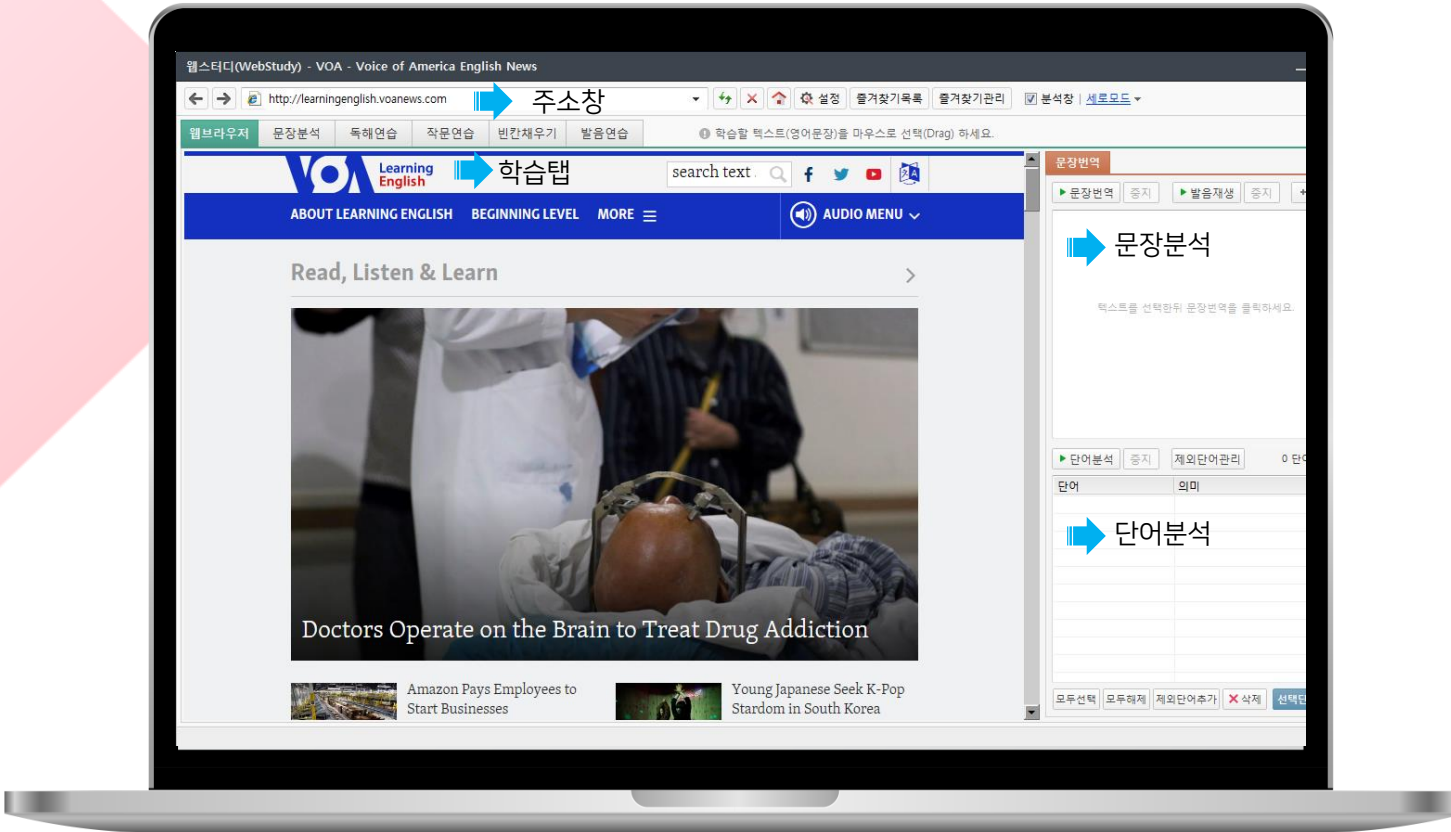 웹스터디(WebStudy) - VOA - Voice of America English News
http://learningenglish.voanews.com
주소창
설정
즐겨찾기목록
즐겨찾기관리
분석창 | 세로모드
웹브라우저
문장분석
독해연습
작문연습
빈칸채우기
발음연습
학습할 텍스트(영어문장)을 마우스로 선택(Drag) 하세요.
VOA Learning English
학습탭
search text
ABOUT LEARNING ENGLISH
BEGINNING LEVEL
MORE
AUDIO MENU
Read, Listen & Learn
Doctors Operate on the Brain to Treat Drug Addiction
Amazon Pays Employees to
Start Businesses
Young Japanese Seek K-Pop
Stardom in South Korea
문장번역
문장번역 중지 발음재생 중지 +
문장분석
텍스트를 선택한뒤 문장번역을 클릭하세요.
단어분석 중지 제외단어관리 0
단어 의미
단어분석
모두선택 모두해제 제외단어추가 삭제